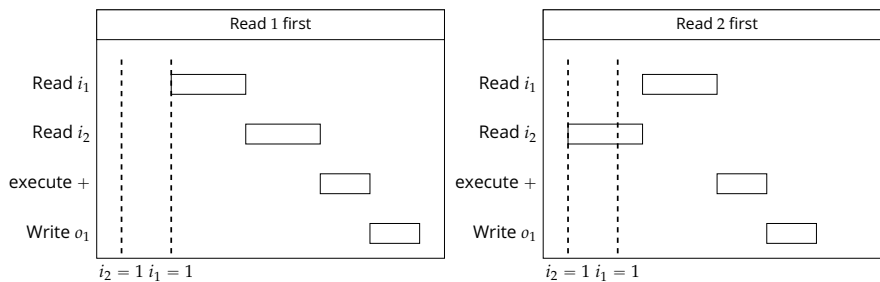 Read 1 first
Read i₁
Read i₂
execute +
Write o₁
i₂ = 1 i₁ = 1
Read 2 first
Read i₁
Read i₂
execute +
Write o₁
i₂ = 1 i₁ = 1